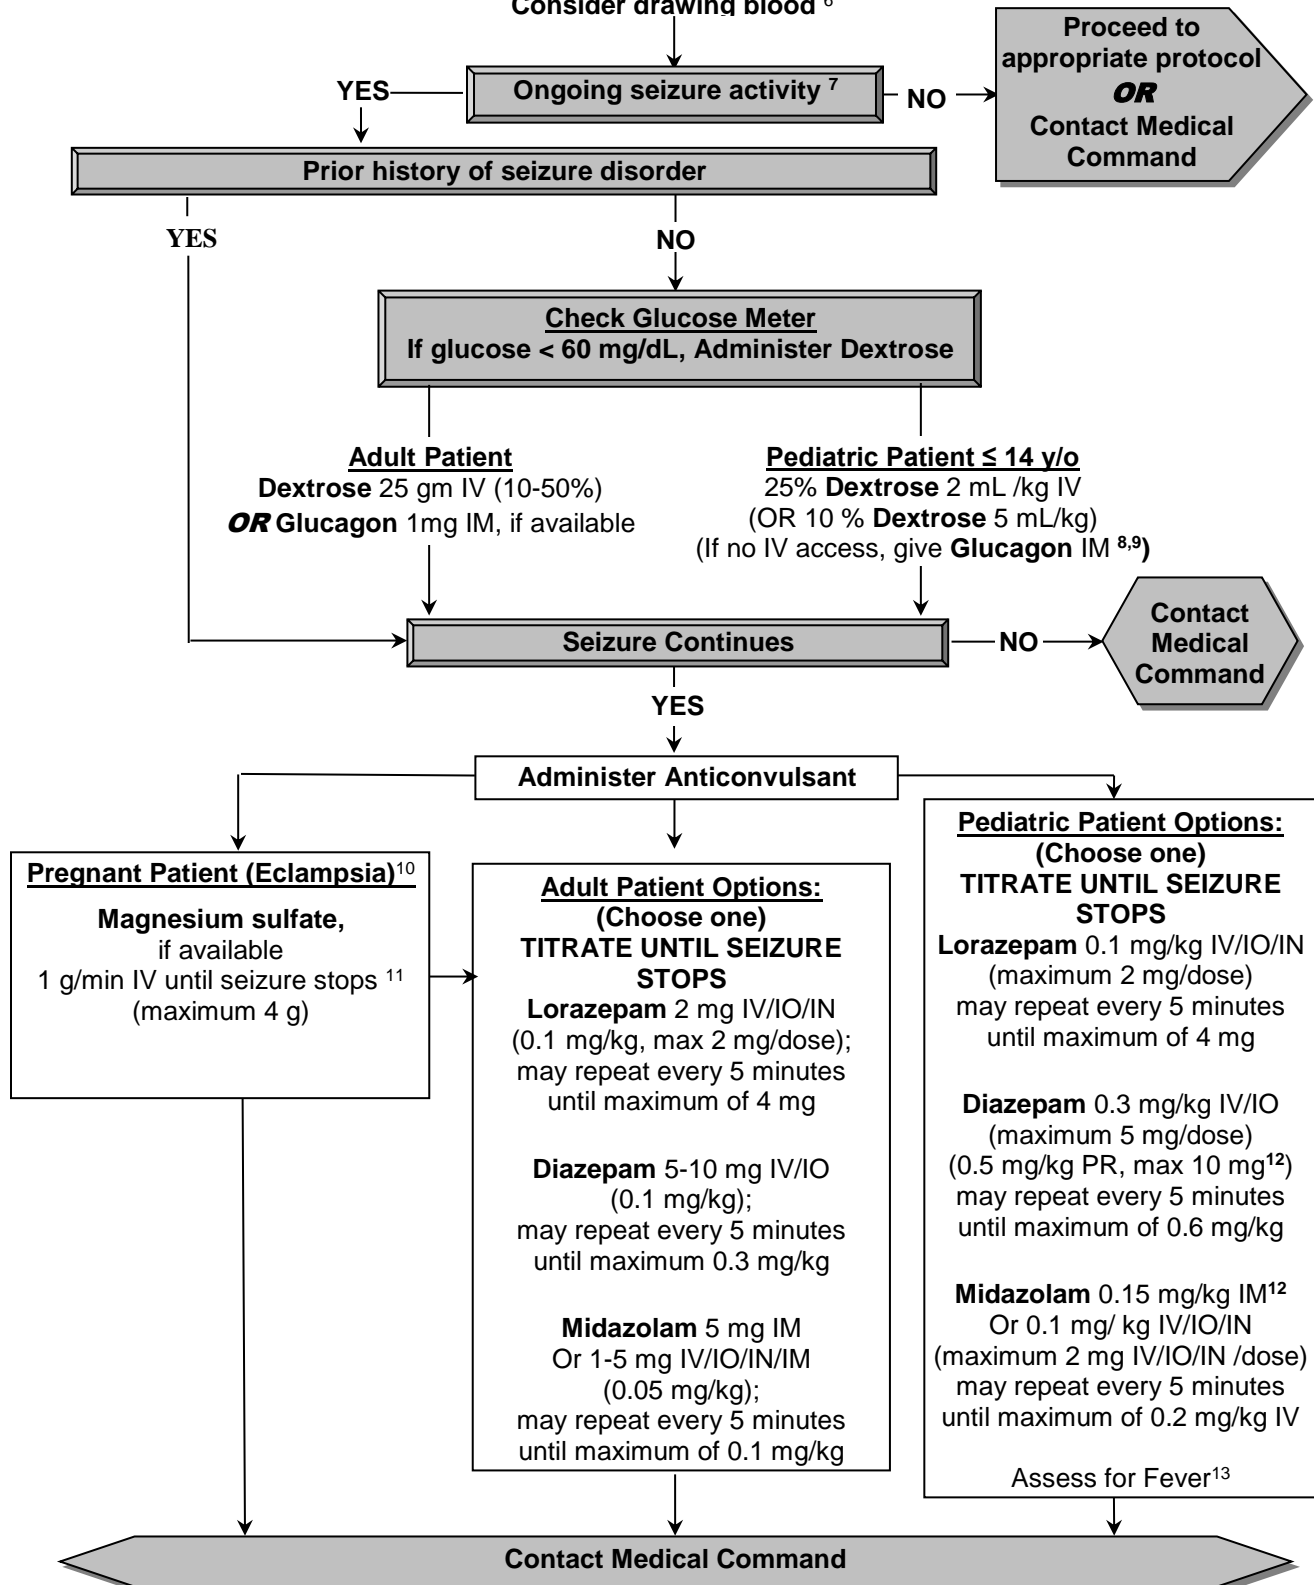 Consider drawing blood 6
Proceed to
appropriate protocol
OR
Contact Medical
Command
Ongoing seizure activity 7
YES
NO
Prior history of seizure disorder
YES
NO
Check Glucose Meter
If glucose < 60 mg/dL, Administer Dextrose
Adult Patient
Dextrose 25 gm IV (10-50%)
OR Glucagon 1mg IM, if available
Pediatric Patient ≤ 14 y/o
25% Dextrose 2 mL /kg IV
(OR 10 % Dextrose 5 mL/kg)
(If no IV access, give Glucagon IM 8,9)
Seizure Continues
NO
Contact
Medical
Command
YES
Administer Anticonvulsant
Pregnant Patient (Eclampsia)10
Magnesium sulfate,
if available
1 g/min IV until seizure stops 11
(maximum 4 g)
Adult Patient Options:
(Choose one)
TITRATE UNTIL SEIZURE
STOPS
Lorazepam 2 mg IV/IO/IN
(0.1 mg/kg, max 2 mg/dose);
may repeat every 5 minutes
until maximum of 4 mg
Diazepam 5-10 mg IV/IO
(0.1 mg/kg);
may repeat every 5 minutes
until maximum 0.3 mg/kg
Midazolam 5 mg IM
Or 1-5 mg IV/IO/IN/IM
(0.05 mg/kg);
may repeat every 5 minutes
until maximum of 0.1 mg/kg
Pediatric Patient Options:
(Choose one)
TITRATE UNTIL SEIZURE
STOPS
Lorazepam 0.1 mg/kg IV/IO/IN
(maximum 2 mg/dose)
may repeat every 5 minutes
until maximum of 4 mg
Diazepam 0.3 mg/kg IV/IO
(maximum 5 mg/dose)
(0.5 mg/kg PR, max 10 mg12)
may repeat every 5 minutes
until maximum of 0.6 mg/kg
Midazolam 0.15 mg/kg IM12
Or 0.1 mg/ kg IV/IO/IN
(maximum 2 mg IV/IO/IN /dose)
may repeat every 5 minutes
until maximum of 0.2 mg/kg IV
Assess for Fever13
Contact Medical Command